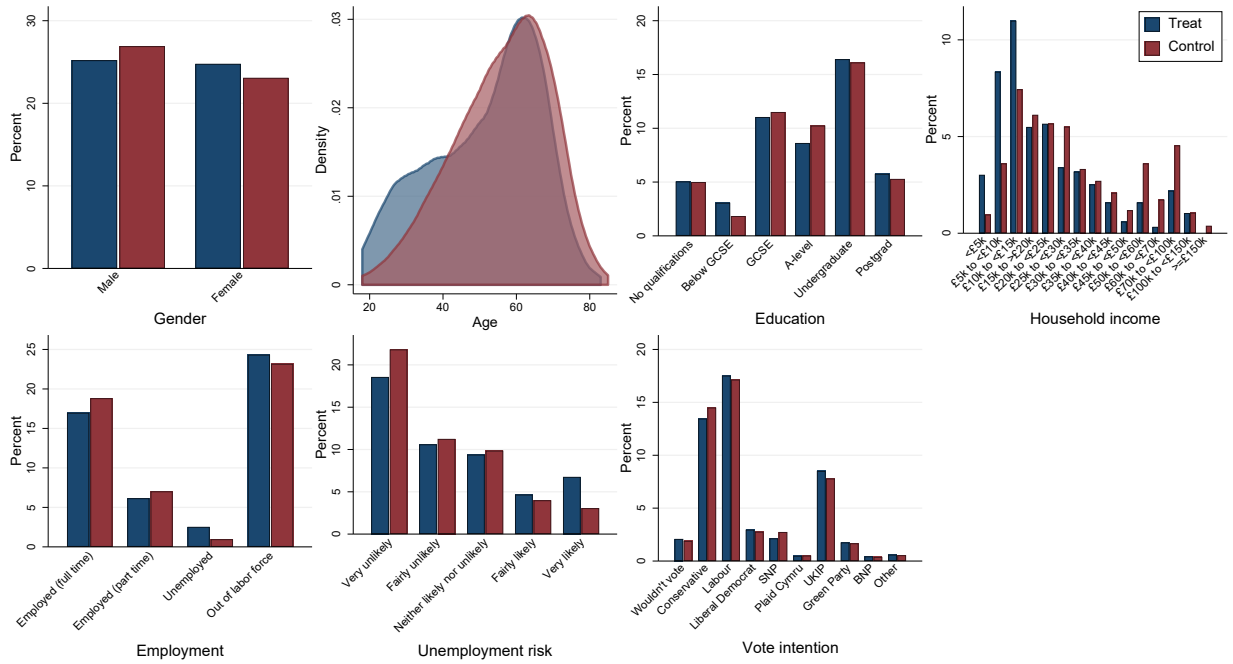 30
20
10
0
Percent
Male
Female
Gender
.03
.02
.01
0
Density
20
40
60
80
Age
20
15
10
5
0
Percent
No qualifications
Below GCSE
GCSE
A-level
Undergraduate
Postgrad
Education
10
5
0
Percent
Treat
Control
<£5k
£5k to <£10k
£10k to <£15k
£15k to >£20k
£20k to <£25k
£25k to <£30k
£30k to <£35k
£35k to <£40k
£40k to <£45k
£45k to <£50k
£50k to <£60k
£60k to <£70k
£70k to <£100k
£100k to <£150k
>=£150k
Household income
25
20
15
10
5
0
Percent
Employed (full time)
Employed (part time)
Unemployed
Out of labor force
Employment
20
15
10
5
0
Percent
Very unlikely
Fairly unlikely
Neither likely nor unlikely
Fairly likely
Very likely
Unemployment risk
20
15
10
5
0
Percent
Wouldn't vote
Conservative
Labour
Liberal Democrat
SNP
Plaid Cymru
UKIP
Green Party
BNP
Other
Vote intention